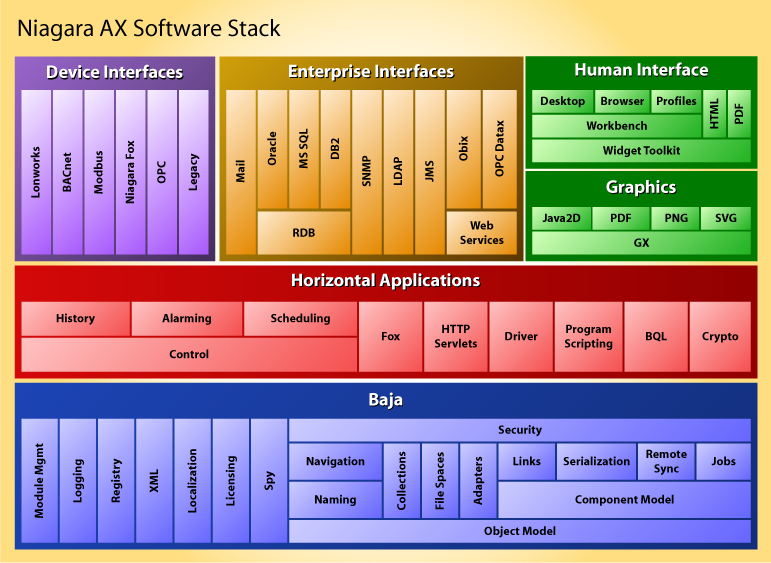 Niagara AX Software Stack
Device Interfaces
Lonworks
BACnet
Modbus
Niagara Fox
OPC
Legacy
Enterprise Interfaces
Mail
Oracle
MS SQL
DB2
RDB
SNMP
LDAP
JMS
Obix
OPC Datax
Web
Services
Human Interface
Desktop
Browser
Profiles
HTML
PDF
Workbench
Widget Toolkit
Graphics
Java2D
PDF
PNG
SVG
GX
Horizontal Applications
History
Alarming
Scheduling
Control
Fox
HTTP
Servlets
Driver
Program
Scripting
BQL
Crypto
Baja
Module Mgmt
Logging
Registry
XML
Localization
Licensing
Spy
Security
Navigation
Naming
Collections
File Spaces
Adapters
Links
Serialization
Remote
Sync
Jobs
Component Model
Object Model